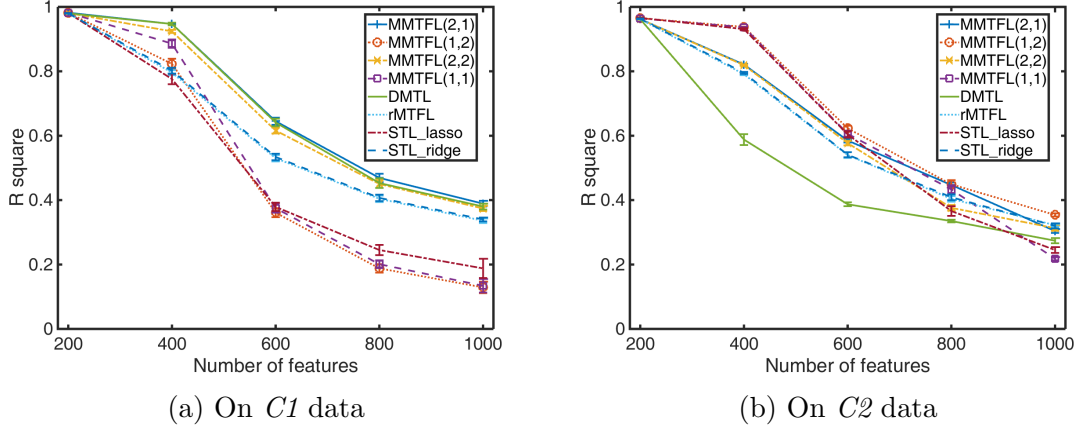 1
0.8
0.6
0.4
0.2
0
R square
200
400
600
800
1000
Number of features
MMTFL(2,1)
MMTFL(1,2)
MMTFL(2,2)
MMTFL(1,1)
DMTL
rMTFL
STL_lasso
STL_ridge
(a) On C1 data
1
0.8
0.6
0.4
0.2
0
R square
200
400
600
800
1000
Number of features
MMTFL(2,1)
MMTFL(1,2)
MMTFL(2,2)
MMTFL(1,1)
DMTL
rMTFL
STL_lasso
STL_ridge
(b) On C2 data